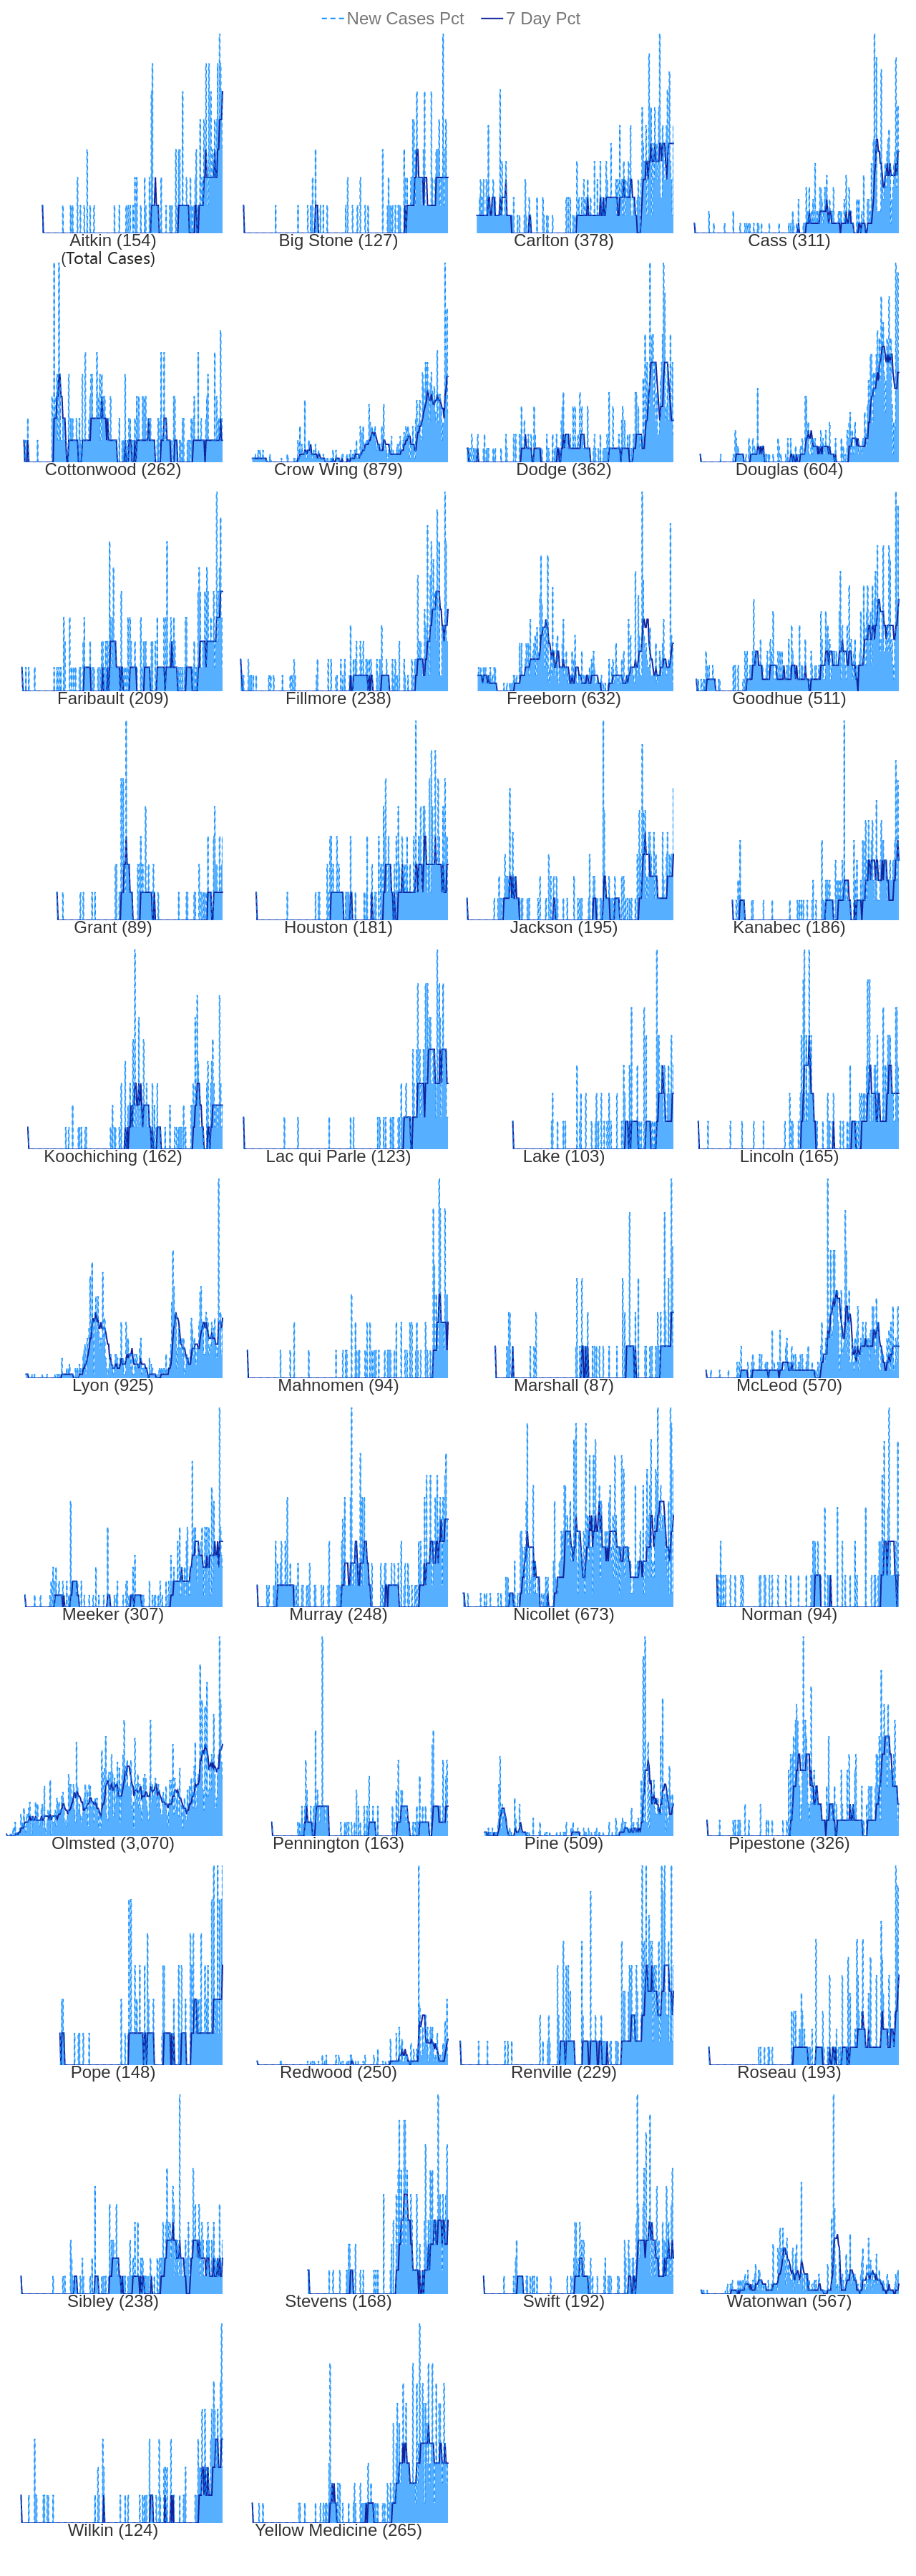 New Cases Pct 7 Day Pct
Aitkin (154) Big Stone (127) Carlton (378) Cass (311)
(Total Cases)
Cottonwood (262) Crow Wing (879) Dodge (362) Douglas (604)
Faribault (209) Fillmore (238) Freeborn (632) Goodhue (511)
Grant (89) Houston (181) Jackson (195) Kanabec (186)
Koochiching (162) Lac qui Parle (123) Lake (103) Lincoln (165)
Lyon (925) Mahnomen (94) Marshall (87) McLeod (570)
Meeker (307) Murray (248) Nicollet (673) Norman (94)
Olmsted (3,070) Pennington (163) Pine (509) Pipestone (326)
Pope (148) Redwood (250) Renville (229) Roseau (193)
Sibley (238) Stevens (168) Swift (192) Watonwan (567)
Wilkin (124) Yellow Medicine (265)